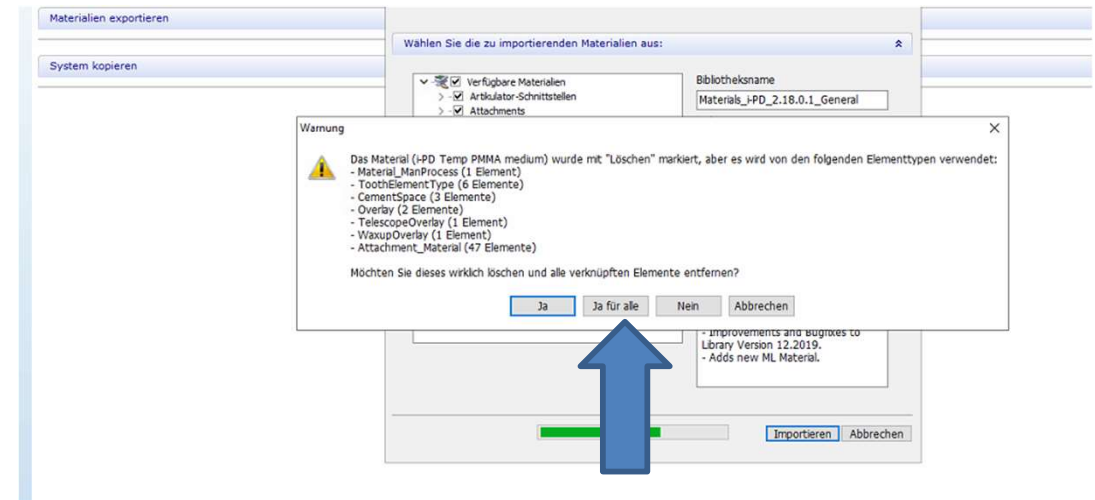 Materialien exportieren
Wählen Sie die zu importierenden Materialien aus:
System kopieren
Verfügbare Materialien
Artikulator-Schnittstellen
Attachments
Bibliotheksname
Materials_i-PD_2.18.0.1_General
Warnung
Das Material (i-PD Temp PMMA medium) wurde mit "Löschen" markiert, aber es wird von den folgenden Elementtypen verwendet:
- Material_ManProcess (1 Element)
- ToothElementType (6 Elemente)
- CementSpace (3 Elemente)
- Overlay (2 Elemente)
- TelescopeOverlay (1 Element)
- WaxupOverlay (1 Element)
- Attachment_Material (47 Elemente)
Möchten Sie dieses wirklich löschen und alle verknüpften Elemente entfernen?
Ja
Ja für alle
Nein
Abbrechen
- Improvements and Bugfixes to
Library Version 12.2019.
- Adds new ML Material.
Importieren
Abbrechen